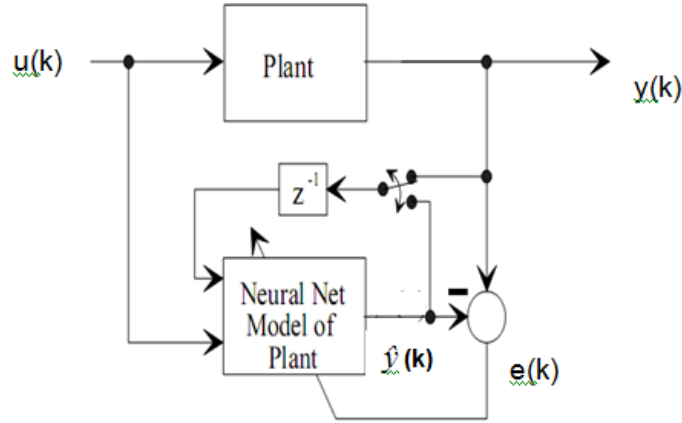 u(k)
Plant
y(k)
z⁻¹
Neural Net
Model of
Plant
ŷ(k)
e(k)